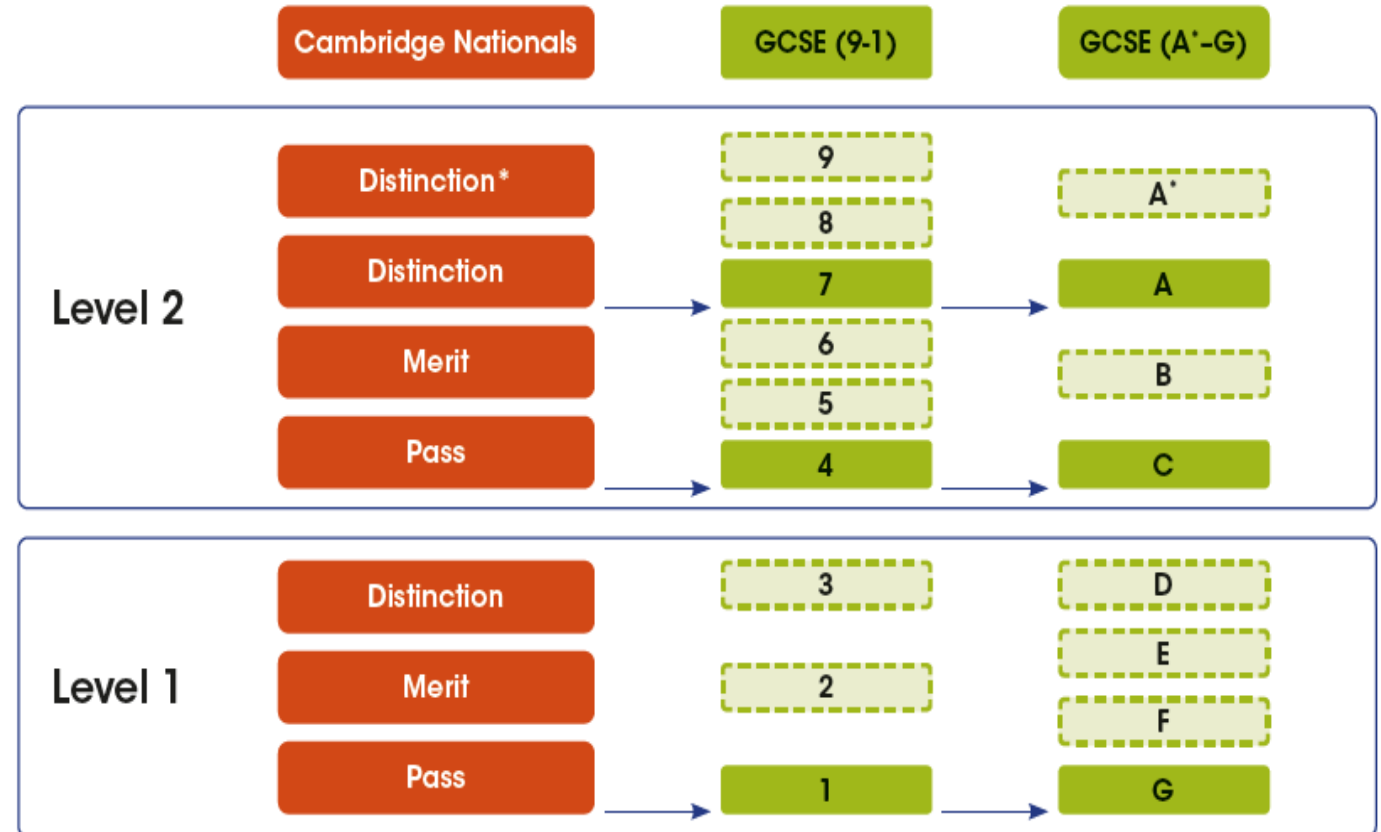 Cambridge Nationals
GCSE (9-1)
GCSE (A*-G)
Level 2
Distinction*
Distinction
Merit
Pass
9
8
7
6
5
4
A*
A
B
C
Level 1
Distinction
Merit
Pass
3
2
1
D
E
F
G